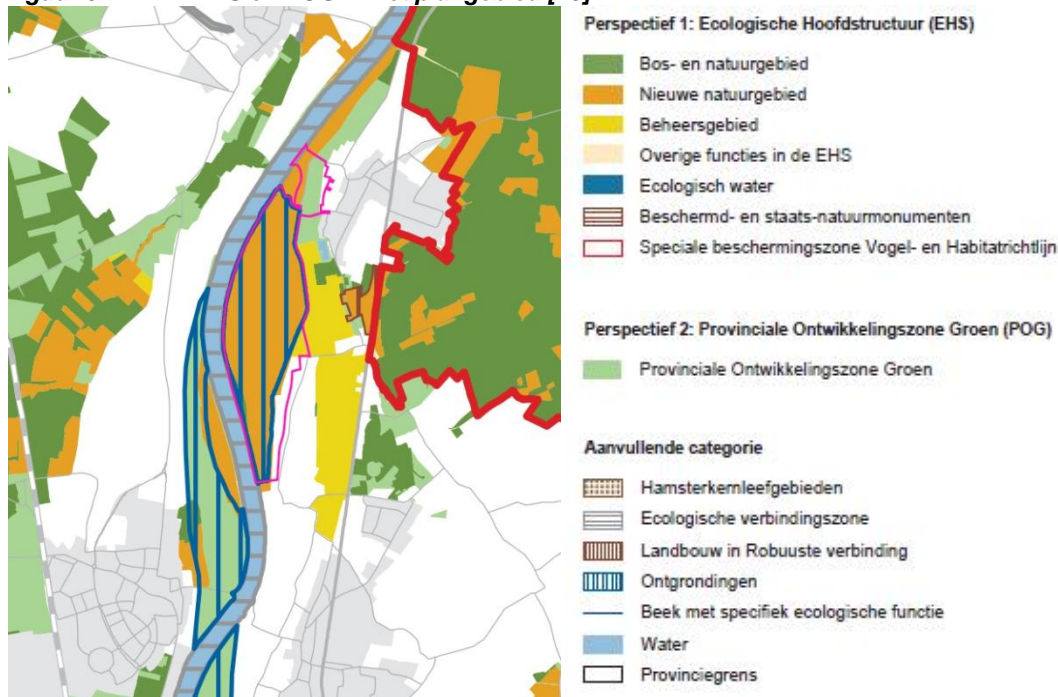 Perspectief 1: Ecologische Hoofdstructuur (EHS)
Bos- en natuurgebied
Nieuwe natuurgebied
Beheersgebied
Overige functies in de EHS
Ecologisch water
Beschermd- en staats-natuurmonumenten
Speciale beschermingszone Vogel- en Habitatrichtlijn
Perspectief 2: Provinciale Ontwikkelingszone Groen (POG)
Provinciale Ontwikkelingszone Groen
Aanvullende categorie
Hamsterkernleefgebieden
Ecologische verbindingszone
Landbouw in Robuuste verbinding
Ontgrondingen
Beek met specifiek ecologische functie
Water
Provinciegrens